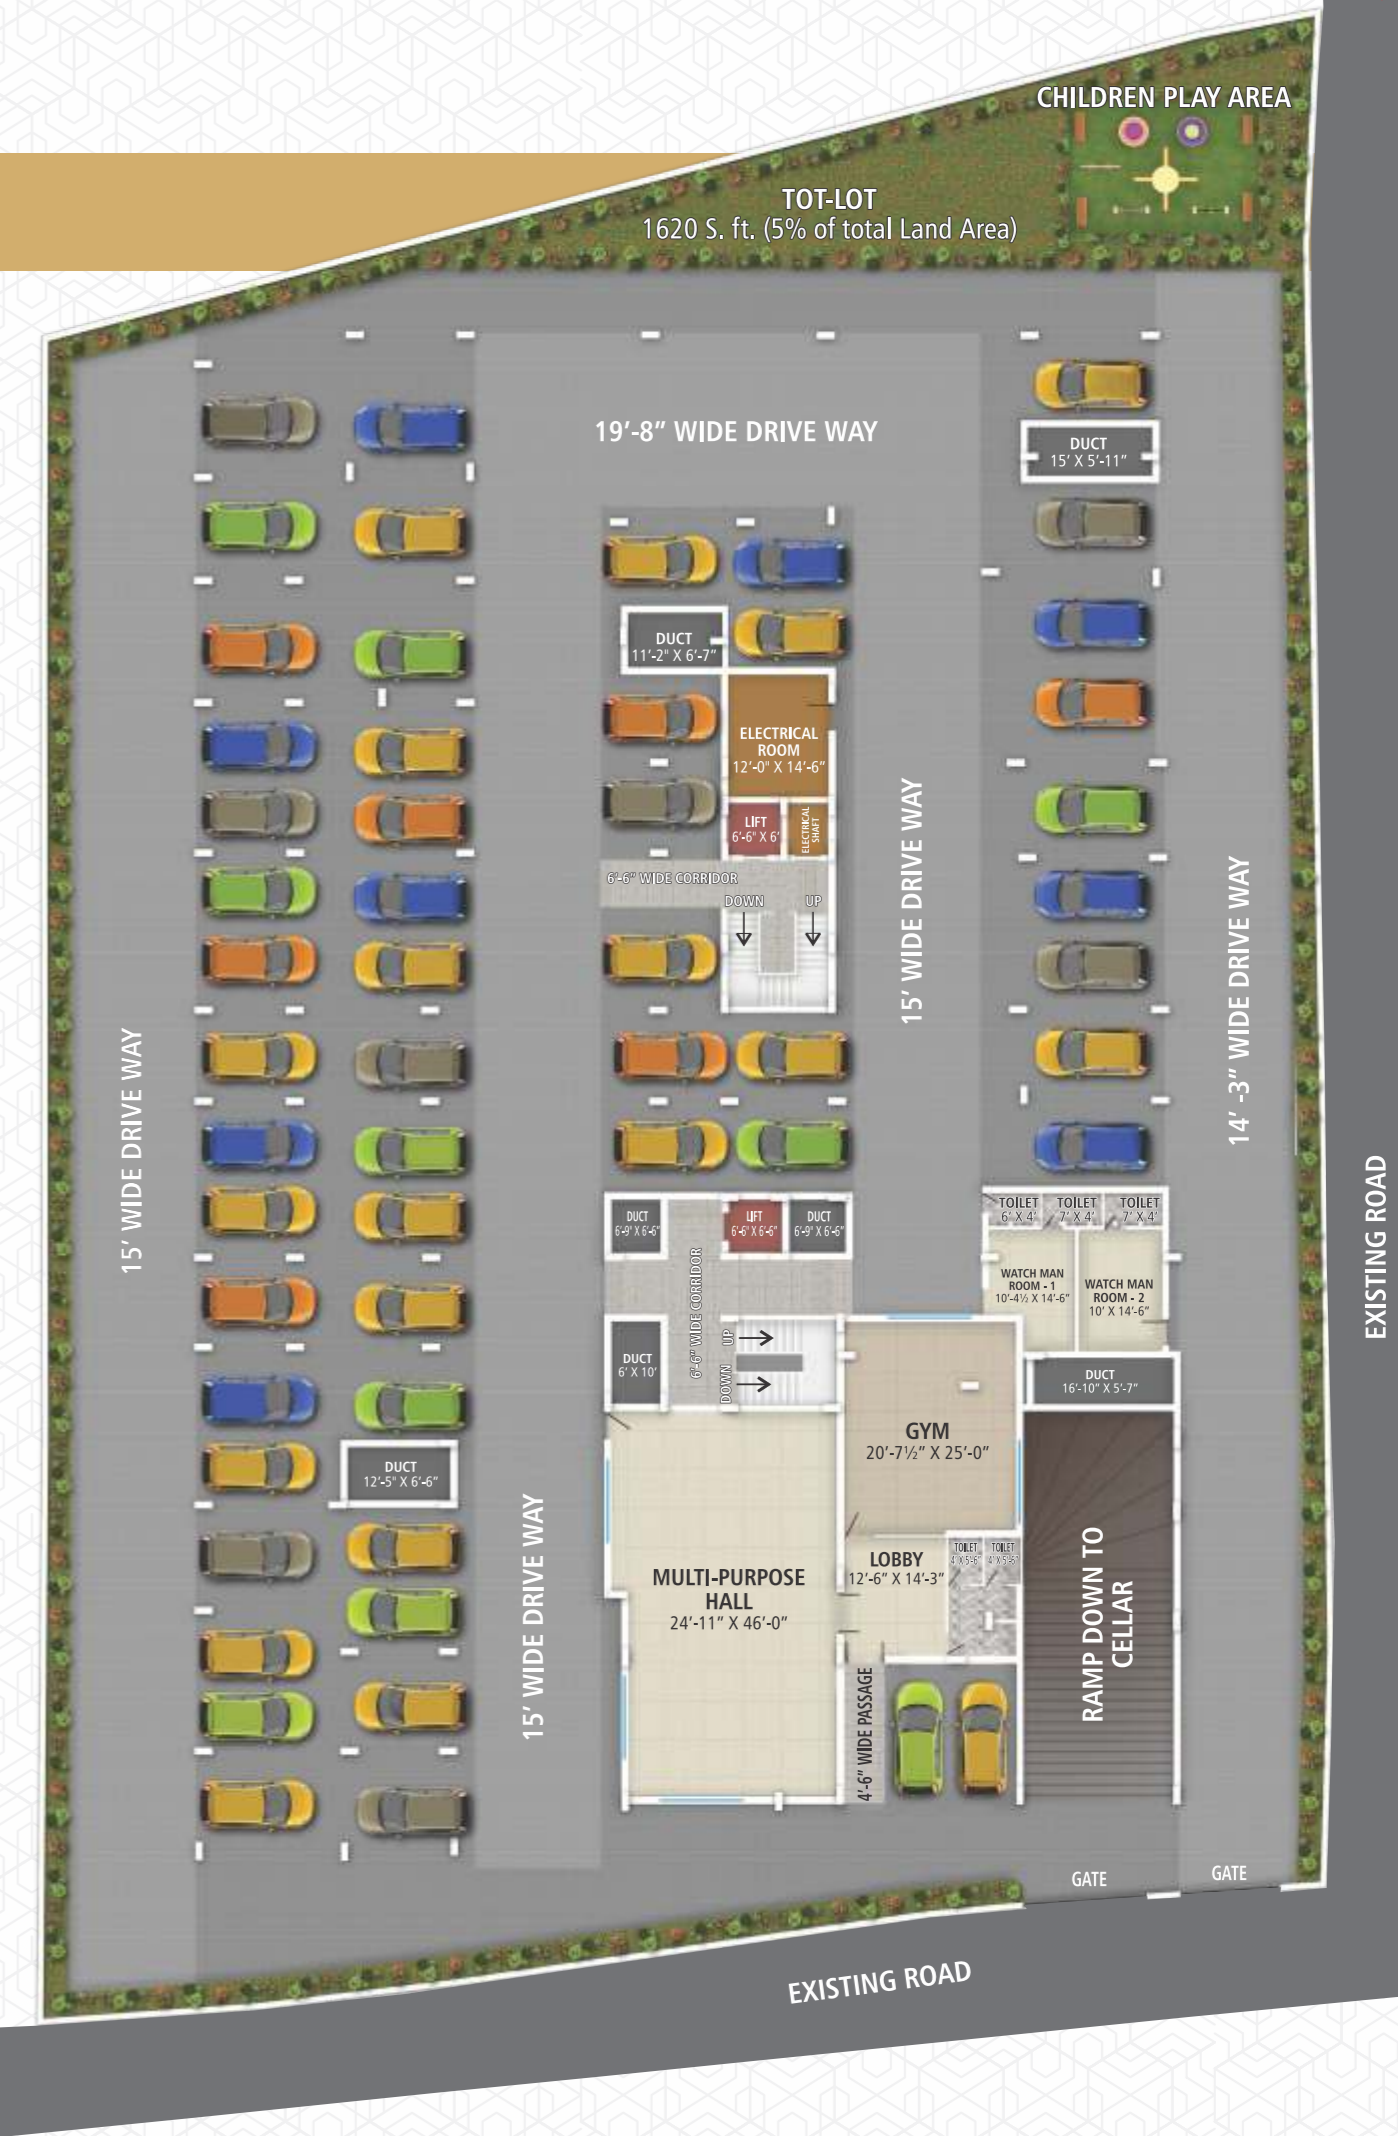 CHILDREN PLAY AREA
TOT-LOT
1620 S. ft. (5% of total Land Area)
19’-8” WIDE DRIVE WAY
DUCT
15’ X 5’-11”
DUCT
11’-2" X 6’-7”
ELECTRICAL
ROOM
12’-0" X 14’-6”
LIFT
6’-6" X 6’
ELECTRICAL
SHAFT
6’-6” WIDE CORRIDOR
DOWN
UP
15’ WIDE DRIVE WAY
14’ -3” WIDE DRIVE WAY
15’ WIDE DRIVE WAY
EXISTING ROAD
TOILET
6’ X 4’
TOILET
7’ X 4’
TOILET
7’ X 4’
DUCT
6’-9" X 6’-6”
LIFT
6’-6" X 6’-6”
DUCT
6’-9" X 6’-6”
6’-6” WIDE CORRIDOR
WATCH MAN
ROOM - 1
10’-4½ X 14’-6”
WATCH MAN
ROOM - 2
10’ X 14’-6”
UP
DOWN
DUCT
6’ X 10’
DUCT
16’-10” X 5’-7”
GYM
20’-7½” X 25’-0”
DUCT
12’-5" X 6’-6”
15’ WIDE DRIVE WAY
MULTI-PURPOSE
HALL
24’-11” X 46’-0”
LOBBY
12’-6” X 14’-3”
TOILET
4’ X 5’-6”
TOILET
4’ X 5’-6”
RAMP DOWN TO
CELLAR
4’-6” WIDE PASSAGE
GATE
GATE
EXISTING ROAD